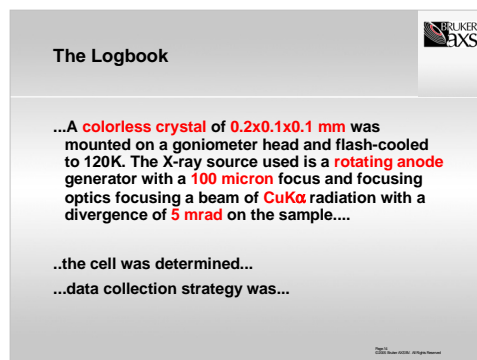 BRUKER
axs
The Logbook
...A colorless crystal of 0.2x0.1x0.1 mm was
mounted on a goniometer head and flash-cooled
to 120K. The X-ray source used is a rotating anode
generator with a 100 micron focus and focusing
optics focusing a beam of CuKα radiation with a
divergence of 5 mrad on the sample....
..the cell was determined...
...data collection strategy was...
All Rights Reserved